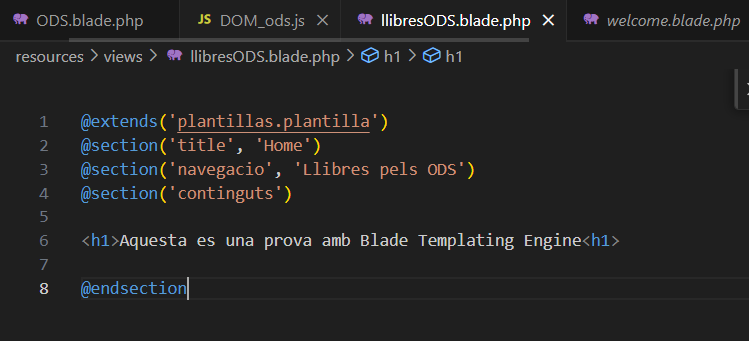 ODS.blade.php JS DOM_ods.js llibresODS.blade.php welcome.blade.php
resources > views > llibresODS.blade.php > h1 > h1
1 @extends('plantillas.plantilla')
2 @section('title', 'Home')
3 @section('navegacio', 'Llibres pels ODS')
4 @section('continguts')
5
6 <h1>Aquesta es una prova amb Blade Templating Engine<h1>
7
8 @endsection